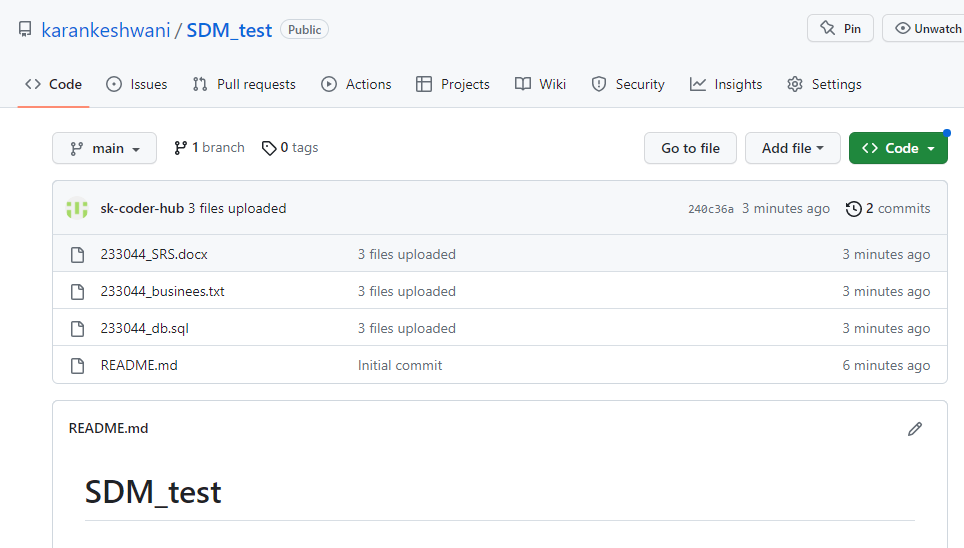 karankeshwani / SDM_test Public Pin Unwatch
Code Issues Pull requests Actions Projects Wiki Security Insights Settings
main 1 branch 0 tags Go to file Add file Code
sk-coder-hub 3 files uploaded 240c36a 3 minutes ago 2 commits
233044_SRS.docx 3 files uploaded 3 minutes ago
233044_businees.txt 3 files uploaded 3 minutes ago
233044_db.sql 3 files uploaded 3 minutes ago
README.md Initial commit 6 minutes ago
README.md
SDM_test